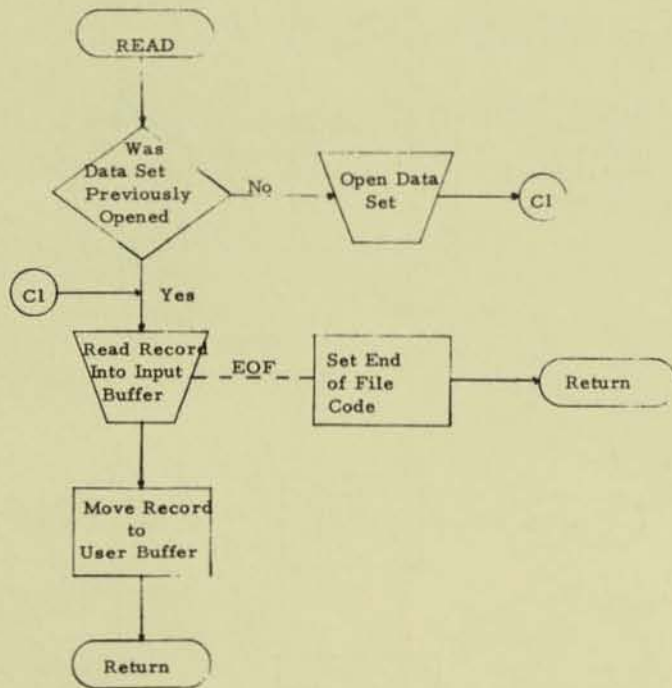 READ
Was
Data Set
Previously
Opened
No
Open Data
Set
C1
C1
Yes
Read Record
Into Input
Buffer
EOF
Set End
of File
Code
Return
Move Record
to
User Buffer
Return